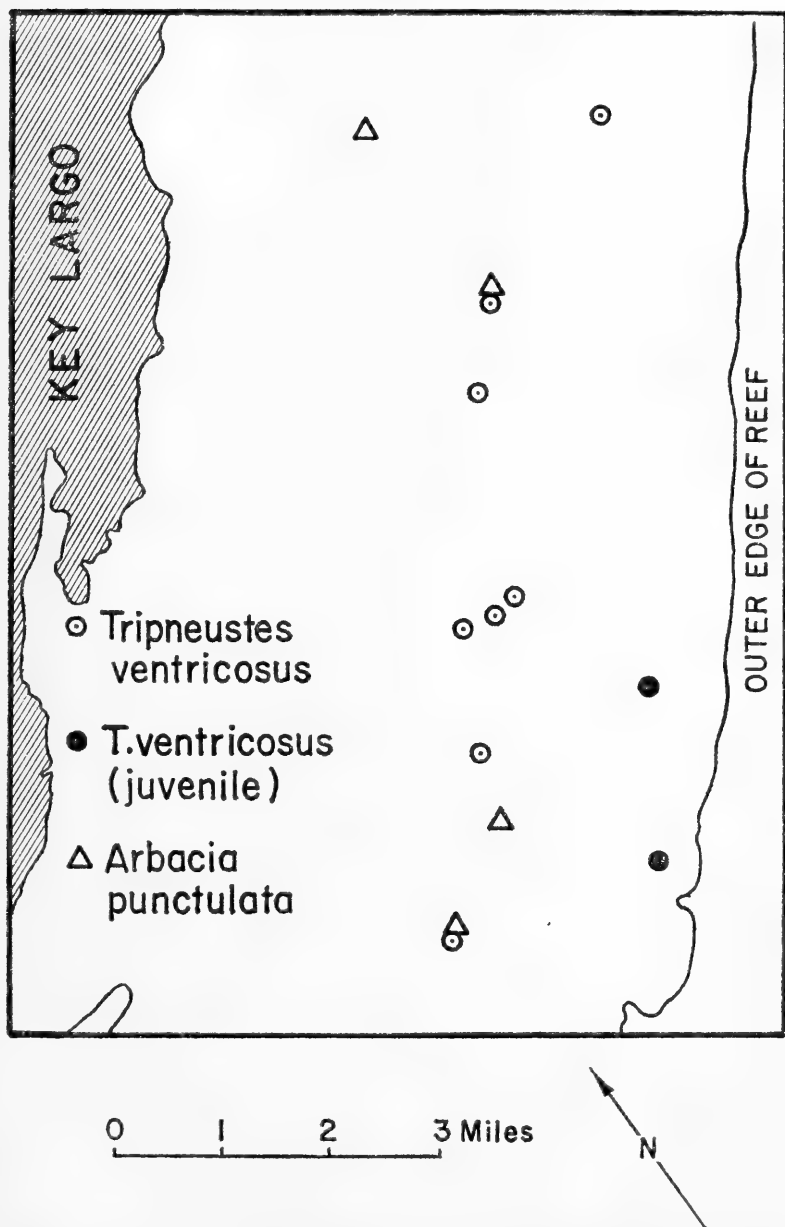 KEY LARGO
OUTER EDGE OF REEF
Tripneustes
ventricosus
T.ventricosus
(juvenile)
Arbacia
punctulata
0 1 2 3 Miles
N